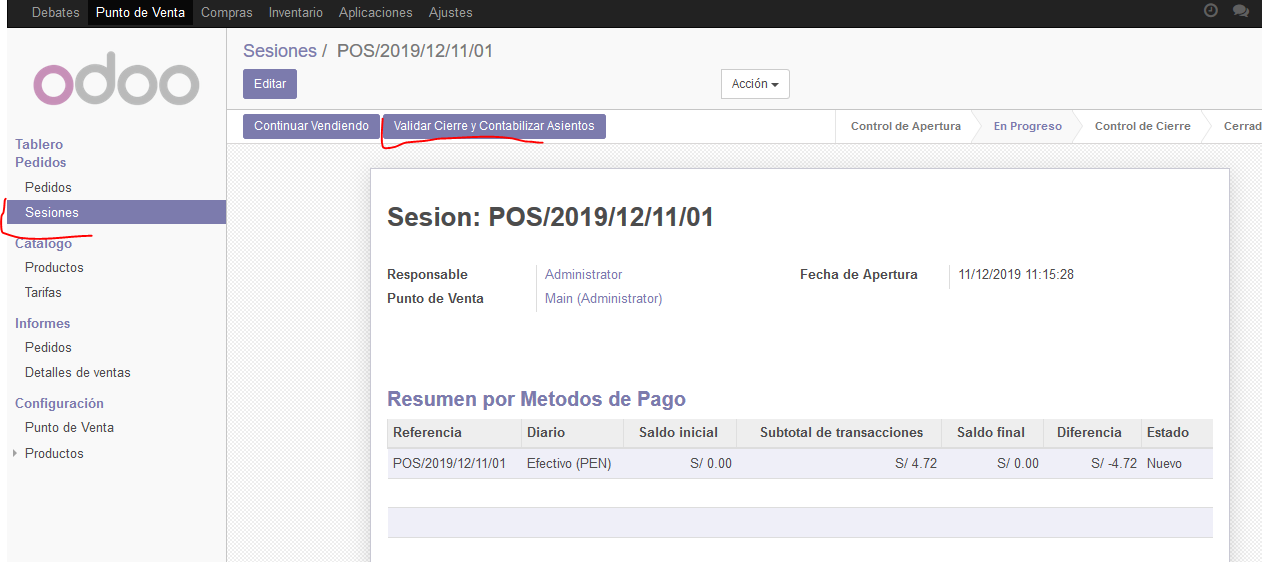 Debates Punto de Venta Compras Inventario Aplicaciones Ajustes
odoo
Tablero
Pedidos
Pedidos
Sesiones
Catálogo
Productos
Tarifas
Informes
Pedidos
Detalles de ventas
Configuración
Punto de Venta
Productos
Sesiones / POS/2019/12/11/01
Editar Acción
Continuar Vendiendo Validar Cierre y Contabilizar Asientos Control de Apertura En Progreso Control de Cierre Cerrad
Sesion: POS/2019/12/11/01
Responsable Administrator Fecha de Apertura 11/12/2019 11:15:28
Punto de Venta Main (Administrator)
Resumen por Metodos de Pago
Referencia Diario Saldo inicial Subtotal de transacciones Saldo final Diferencia Estado
POS/2019/12/11/01 Efectivo (PEN) S/ 0.00 S/ 4.72 S/ 0.00 S/ -4.72 Nuevo